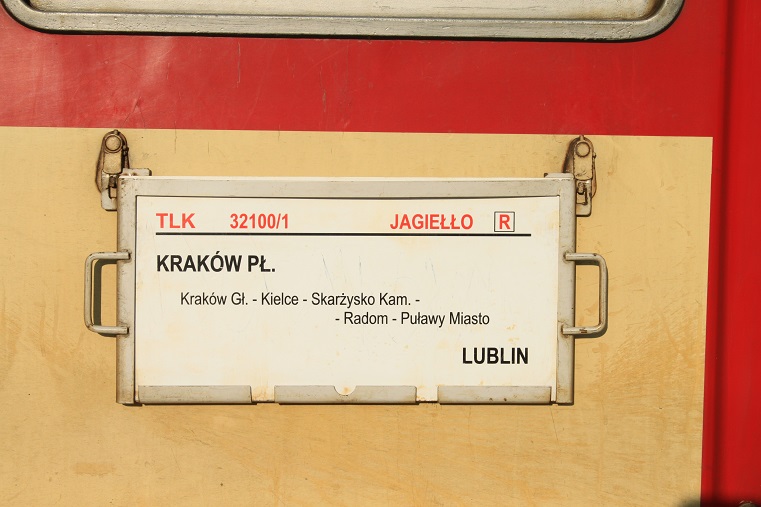 TLK 32100/1 JAGIEŁŁO R
KRAKÓW PŁ.
Kraków Gł. - Kielce - Skarżysko Kam. -
- Radom - Puławy Miasto
LUBLIN